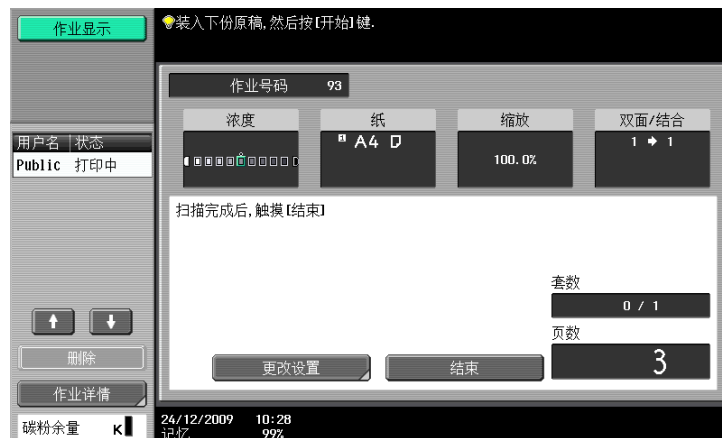 作业显示
装入下份原稿,然后按[开始]键.
作业号码 93
浓度 纸 缩放 双面/结合
1 A4 100.0% 1 → 1
用户名 状态
Public 打印中
扫描完成后,触摸[结束]
套数
0 / 1
页数
3
删除
更改设置 结束
作业详情
碳粉余量 K
24/12/2009 10:28
记忆 99%